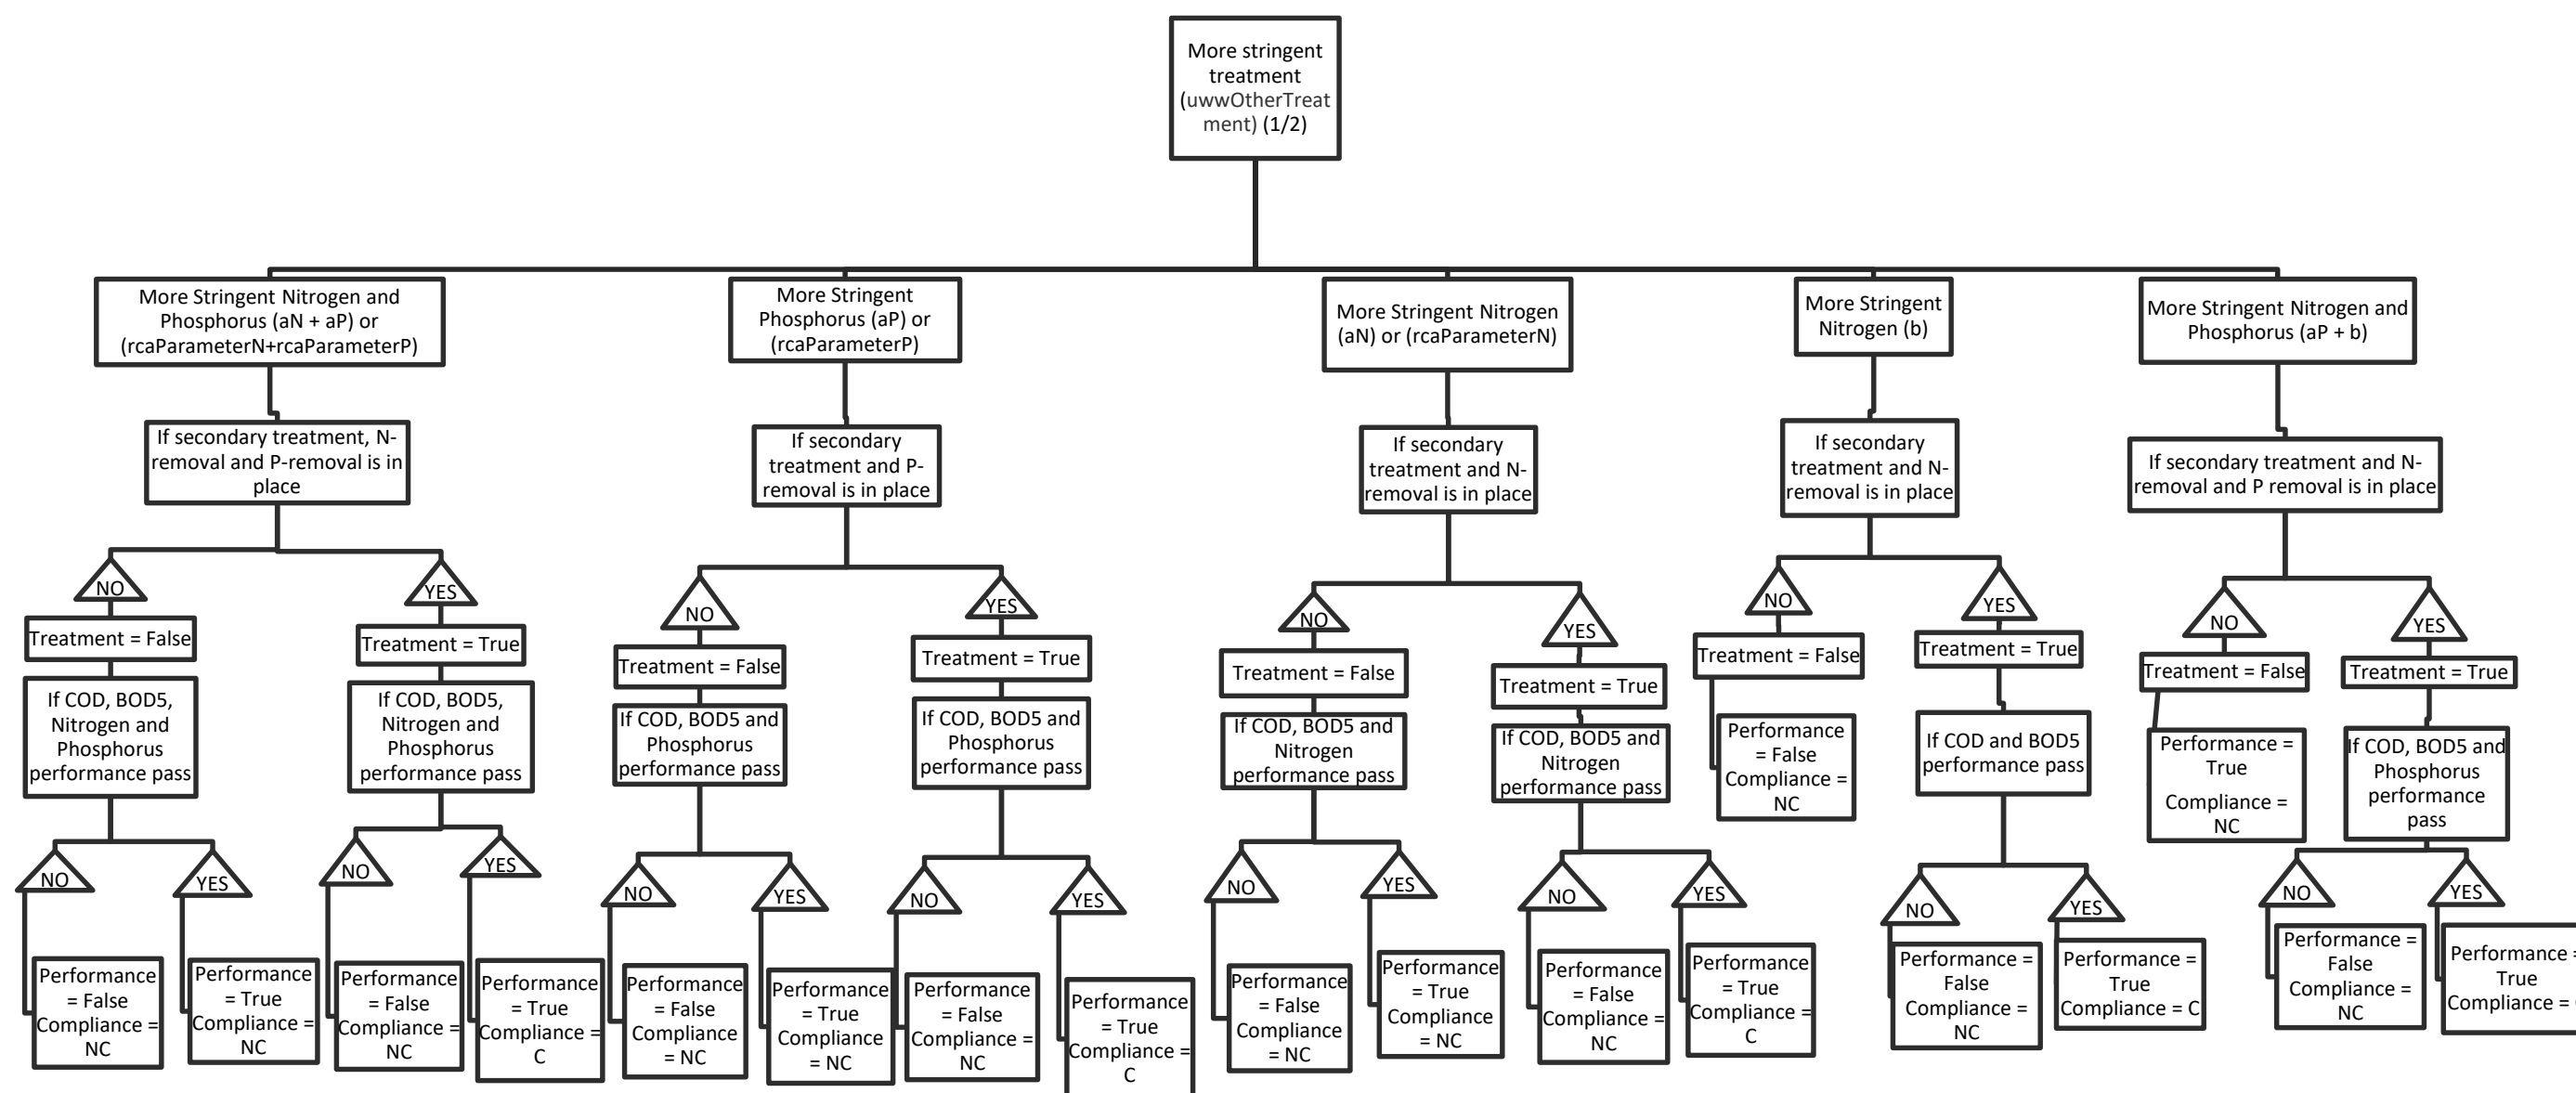 More stringent
treatment
(uwwOtherTreat
ment) (1/2)
More Stringent Nitrogen and
Phosphorus (aN + aP) or
(rcaParameterN+rcaParameterP)
More Stringent
Phosphorus (aP) or
(rcaParameterP)
More Stringent Nitrogen
(aN) or (rcaParameterN)
More Stringent
Nitrogen (b)
More Stringent Nitrogen and
Phosphorus (aP + b)
If secondary treatment, N-
removal and P-removal is in
place
If secondary
treatment and P-
removal is in place
If secondary
treatment and N-
removal is in place
If secondary
treatment and N-
removal is in place
If secondary treatment and N-
removal and P removal is in place
NO
YES
NO
YES
NO
YES
NO
YES
NO
YES
Treatment = False
Treatment = True
Treatment = False
Treatment = True
Treatment = False
Treatment = True
Treatment = False
Treatment = True
Treatment = False
Treatment = True
If COD, BOD5,
Nitrogen and
Phosphorus
performance pass
If COD, BOD5,
Nitrogen and
Phosphorus
performance pass
If COD, BOD5 and
Phosphorus
performance pass
If COD, BOD5 and
Phosphorus
performance pass
If COD, BOD5 and
Nitrogen
performance pass
If COD, BOD5 and
Nitrogen
performance pass
Performance
= False
Compliance =
NC
If COD and BOD5
performance pass
Performance =
True
Compliance =
NC
If COD, BOD5 and
Phosphorus
performance
pass
NO
YES
NO
YES
NO
YES
NO
YES
NO
YES
NO
YES
NO
YES
NO
YES
Performance
= False
Compliance =
NC
Performance
= True
Compliance =
NC
Performance
= False
Compliance =
NC
Performance
= True
Compliance =
C
Performance
= False
Compliance
= NC
Performance
= True
Compliance
= NC
Performance
= False
Compliance =
NC
Performance
= True
Compliance =
C
Performance
= False
Compliance
= NC
Performance
= True
Compliance
= NC
Performance
= False
Compliance =
NC
Performance
= True
Compliance =
C
Performance =
False
Compliance =
NC
Performance =
True
Compliance = C
Performance =
False
Compliance =
NC
Performance =
True
Compliance =